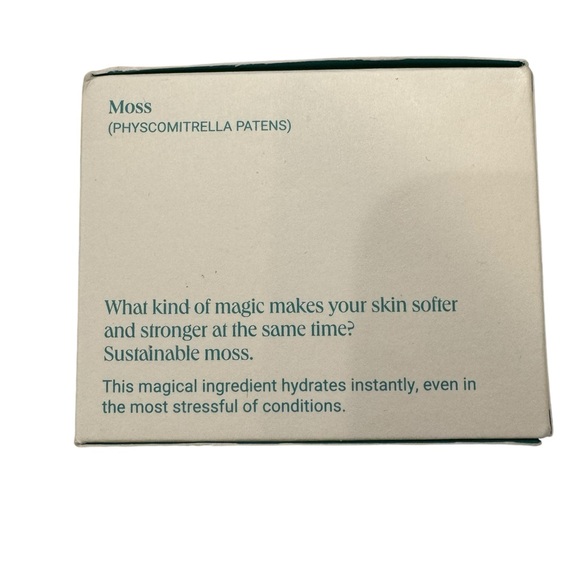 Moss
(PHYSCOMITRELLA PATENS)
What kind of magic makes your skin softer
and stronger at the same time?
Sustainable moss.
This magical ingredient hydrates instantly, even in
the most stressful of conditions.